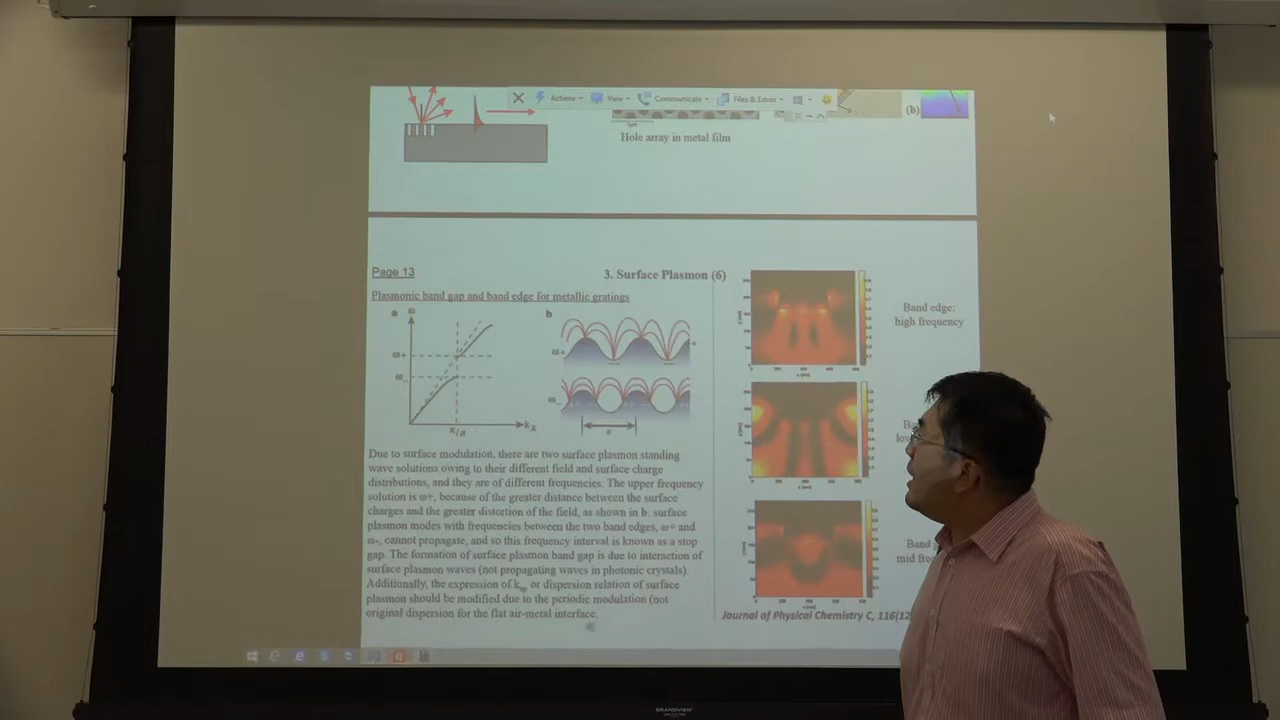 Actions
View
Communicate
Files & Extras
(b)
Hole array in metal film
Page 13
3. Surface Plasmon (6)
Plasmonic band gap and band edge for metallic gratings
a
ω
b
Band edge:
high frequency
ω+
ω+
ω-
ω-
π/a
kx
a
Due to surface modulation, there are two surface plasmon standing
wave solutions owing to their different field and surface charge
distributions, and they are of different frequencies. The upper frequency
solution is ω+, because of the greater distance between the surface
charges and the greater distortion of the field, as shown in b. surface
plasmon modes with frequencies between the two band edges, ω+ and
ω-, cannot propagate, and so this frequency interval is known as a stop
gap. The formation of surface plasmon band gap is due to interaction of
surface plasmon waves (not propagating waves in photonic crystals).
Additionally, the expression of ksp or dispersion relation of surface
plasmon should be modified due to the periodic modulation (not
original dispersion for the flat air-metal interface.
Band
mid
Journal of Physical Chemistry C, 116(12
BRANDVIEW